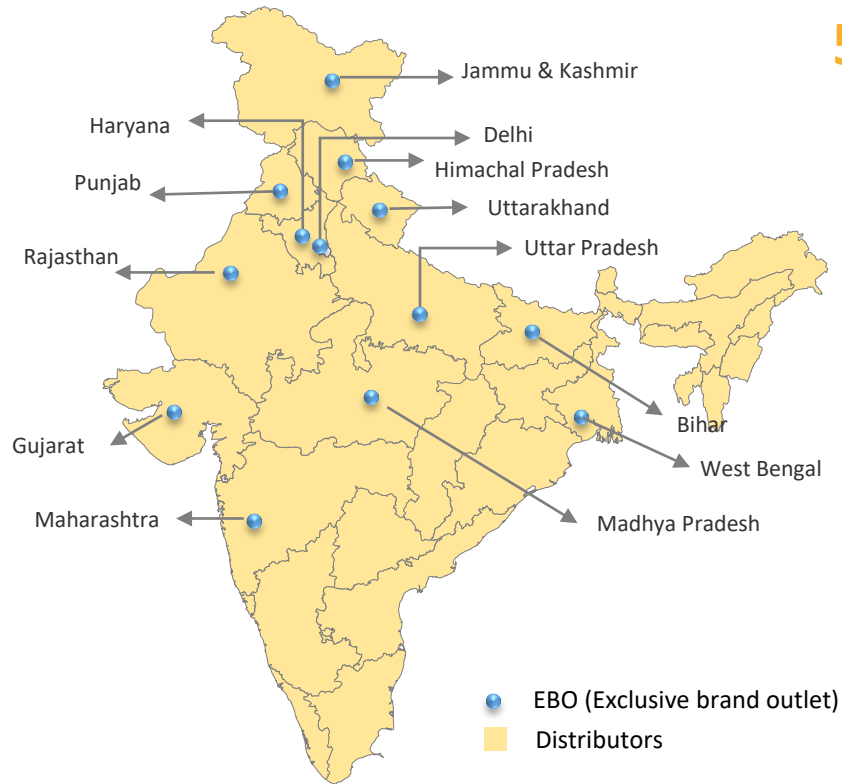 Jammu & Kashmir
Haryana
Delhi
Himachal Pradesh
Punjab
Uttarakhand
Uttar Pradesh
Rajasthan
Bihar
Gujarat
West Bengal
Maharashtra
Madhya Pradesh
EBO (Exclusive brand outlet)
Distributors